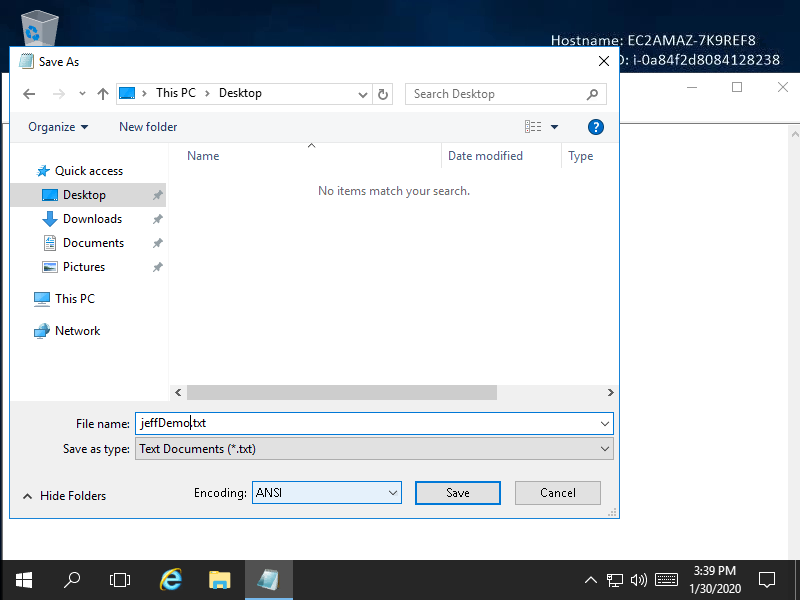 Hostname: EC2AMAZ-7K9REF8
D: i-0a84f2d8084128238
Save As
This PC > Desktop
Search Desktop
Organize
New folder
?
Name
Date modified
Type
No items match your search.
Quick access
Desktop
Downloads
Documents
Pictures
This PC
Network
File name: jeffDemo.txt
Save as type: Text Documents (*.txt)
Hide Folders
Encoding: ANSI
Save
Cancel
3:39 PM
1/30/2020